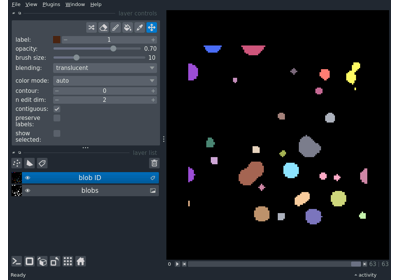 File View Plugins Window Help
layer controls
label: 1
opacity: 0.70
brush size: 10
blending: translucent
color mode: auto
contour: 0
n edit dim: 2
contiguous:
preserve
labels:
show
selected:
layer list
blob ID
blobs
63 63
Ready
activity